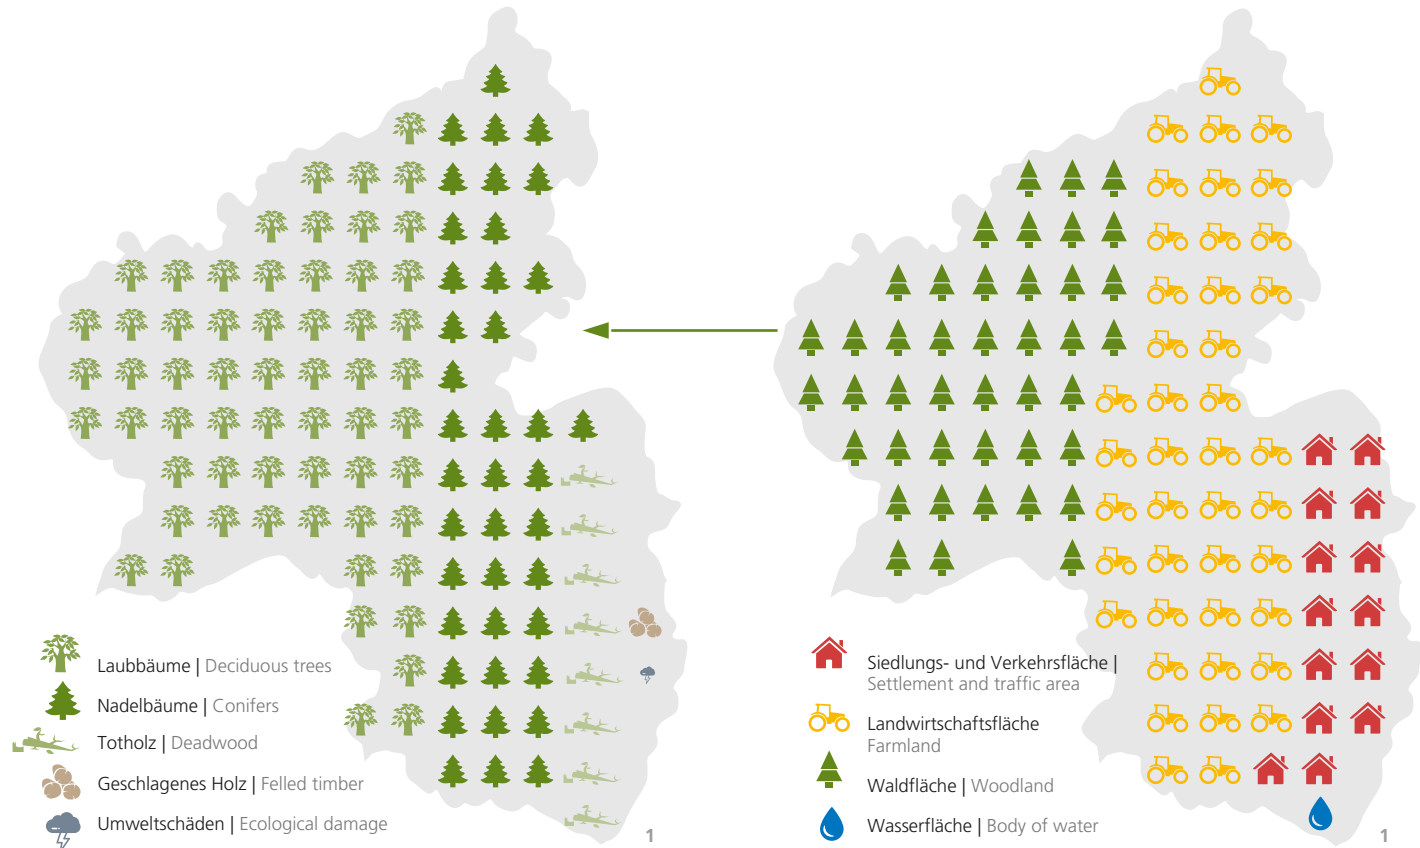 Laubbäume | Deciduous trees
Nadelbäume | Conifers
Totholz | Deadwood
Geschlagenes Holz | Felled timber
Umweltschäden | Ecological damage
1
Siedlungs- und Verkehrsfläche |
Settlement and traffic area
Landwirtschaftsfläche
Farmland
Waldfläche | Woodland
Wasserfläche | Body of water
1